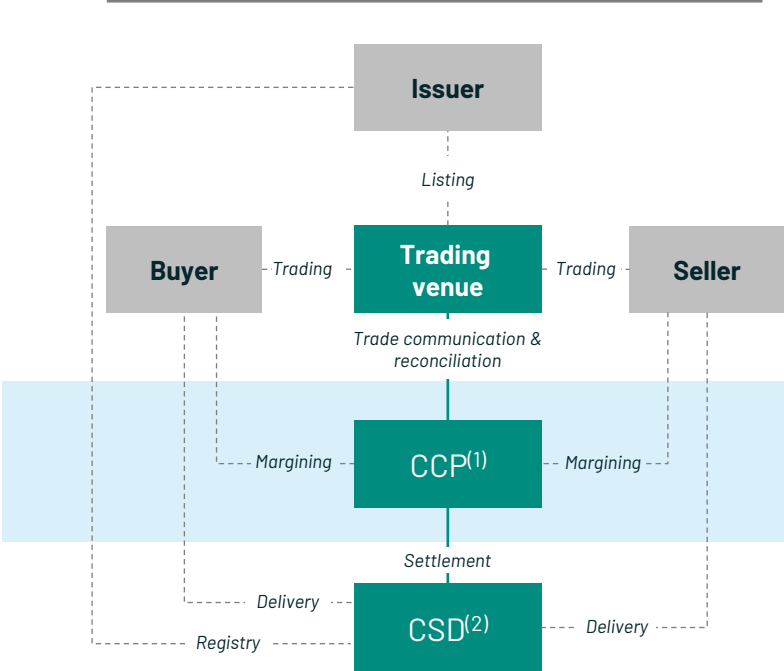 Issuer
Listing
Buyer
Trading
Trading
venue
Trading
Seller
Trade communication &
reconciliation
Margining
CCP(1)
Margining
Settlement
Delivery
CSD(2)
Delivery
Registry